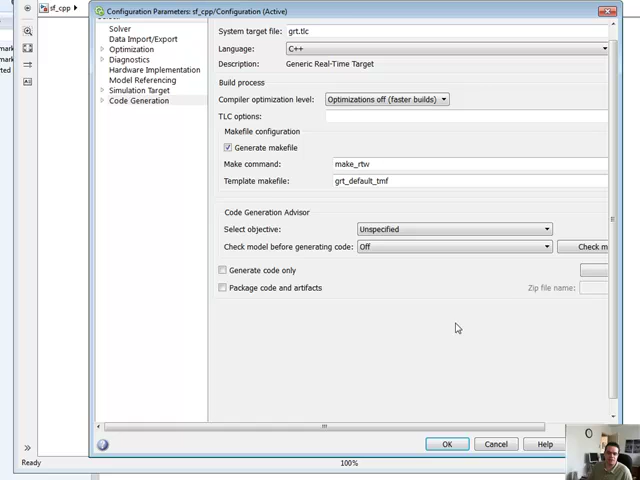 Configuration Parameters: sf_cpp/Configuration (Active)
sf_cpp
Solver
Data Import/Export
Optimization
Diagnostics
Hardware Implementation
Model Referencing
Simulation Target
Code Generation
System target file: grt.tlc
Language: C++
Description: Generic Real-Time Target
Build process
Compiler optimization level: Optimizations off (faster builds)
TLC options:
Makefile configuration
Generate makefile
Make command: make_rtw
Template makefile: grt_default_tmf
Code Generation Advisor
Select objective: Unspecified
Check model before generating code: Off Check m
Generate code only
Package code and artifacts Zip file name:
OK Cancel Help
Ready 100%